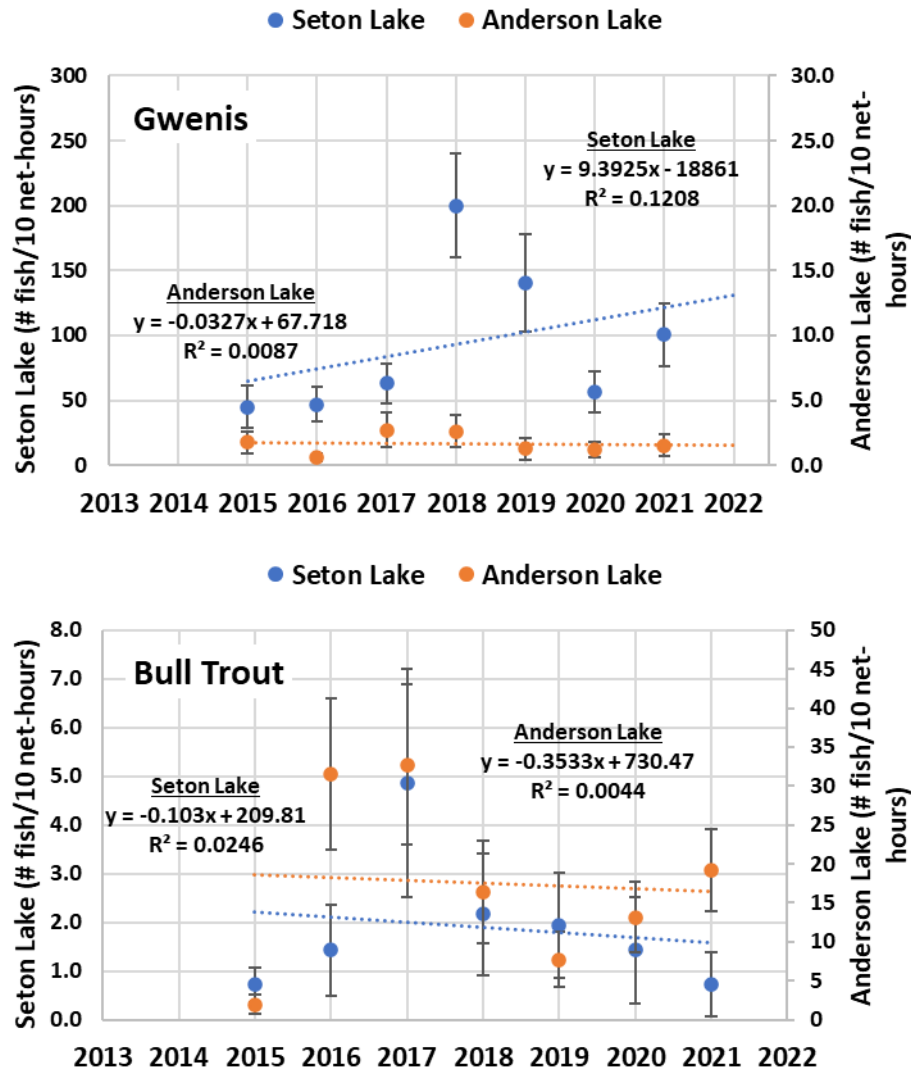 Seton Lake Anderson Lake
Gwenis
Seton Lake (# fish/10 net-hours)
300
250
200
150
100
50
0
Seton Lake
y = 9.3925x - 18861
R² = 0.1208
Anderson Lake
y = -0.0327x + 67.718
R² = 0.0087
30.0
25.0
20.0
15.0
10.0
5.0
0.0
Anderson Lake (# fish/10 net-
hours)
2013 2014 2015 2016 2017 2018 2019 2020 2021 2022
Seton Lake Anderson Lake
Bull Trout
Seton Lake (# fish/10 net-hours)
8.0
7.0
6.0
5.0
4.0
3.0
2.0
1.0
0.0
Anderson Lake
y = -0.3533x + 730.47
R² = 0.0044
Seton Lake
y = -0.103x + 209.81
R² = 0.0246
50
45
40
35
30
25
20
15
10
5
0
Anderson Lake (# fish/10 net-
hours)
2013 2014 2015 2016 2017 2018 2019 2020 2021 2022